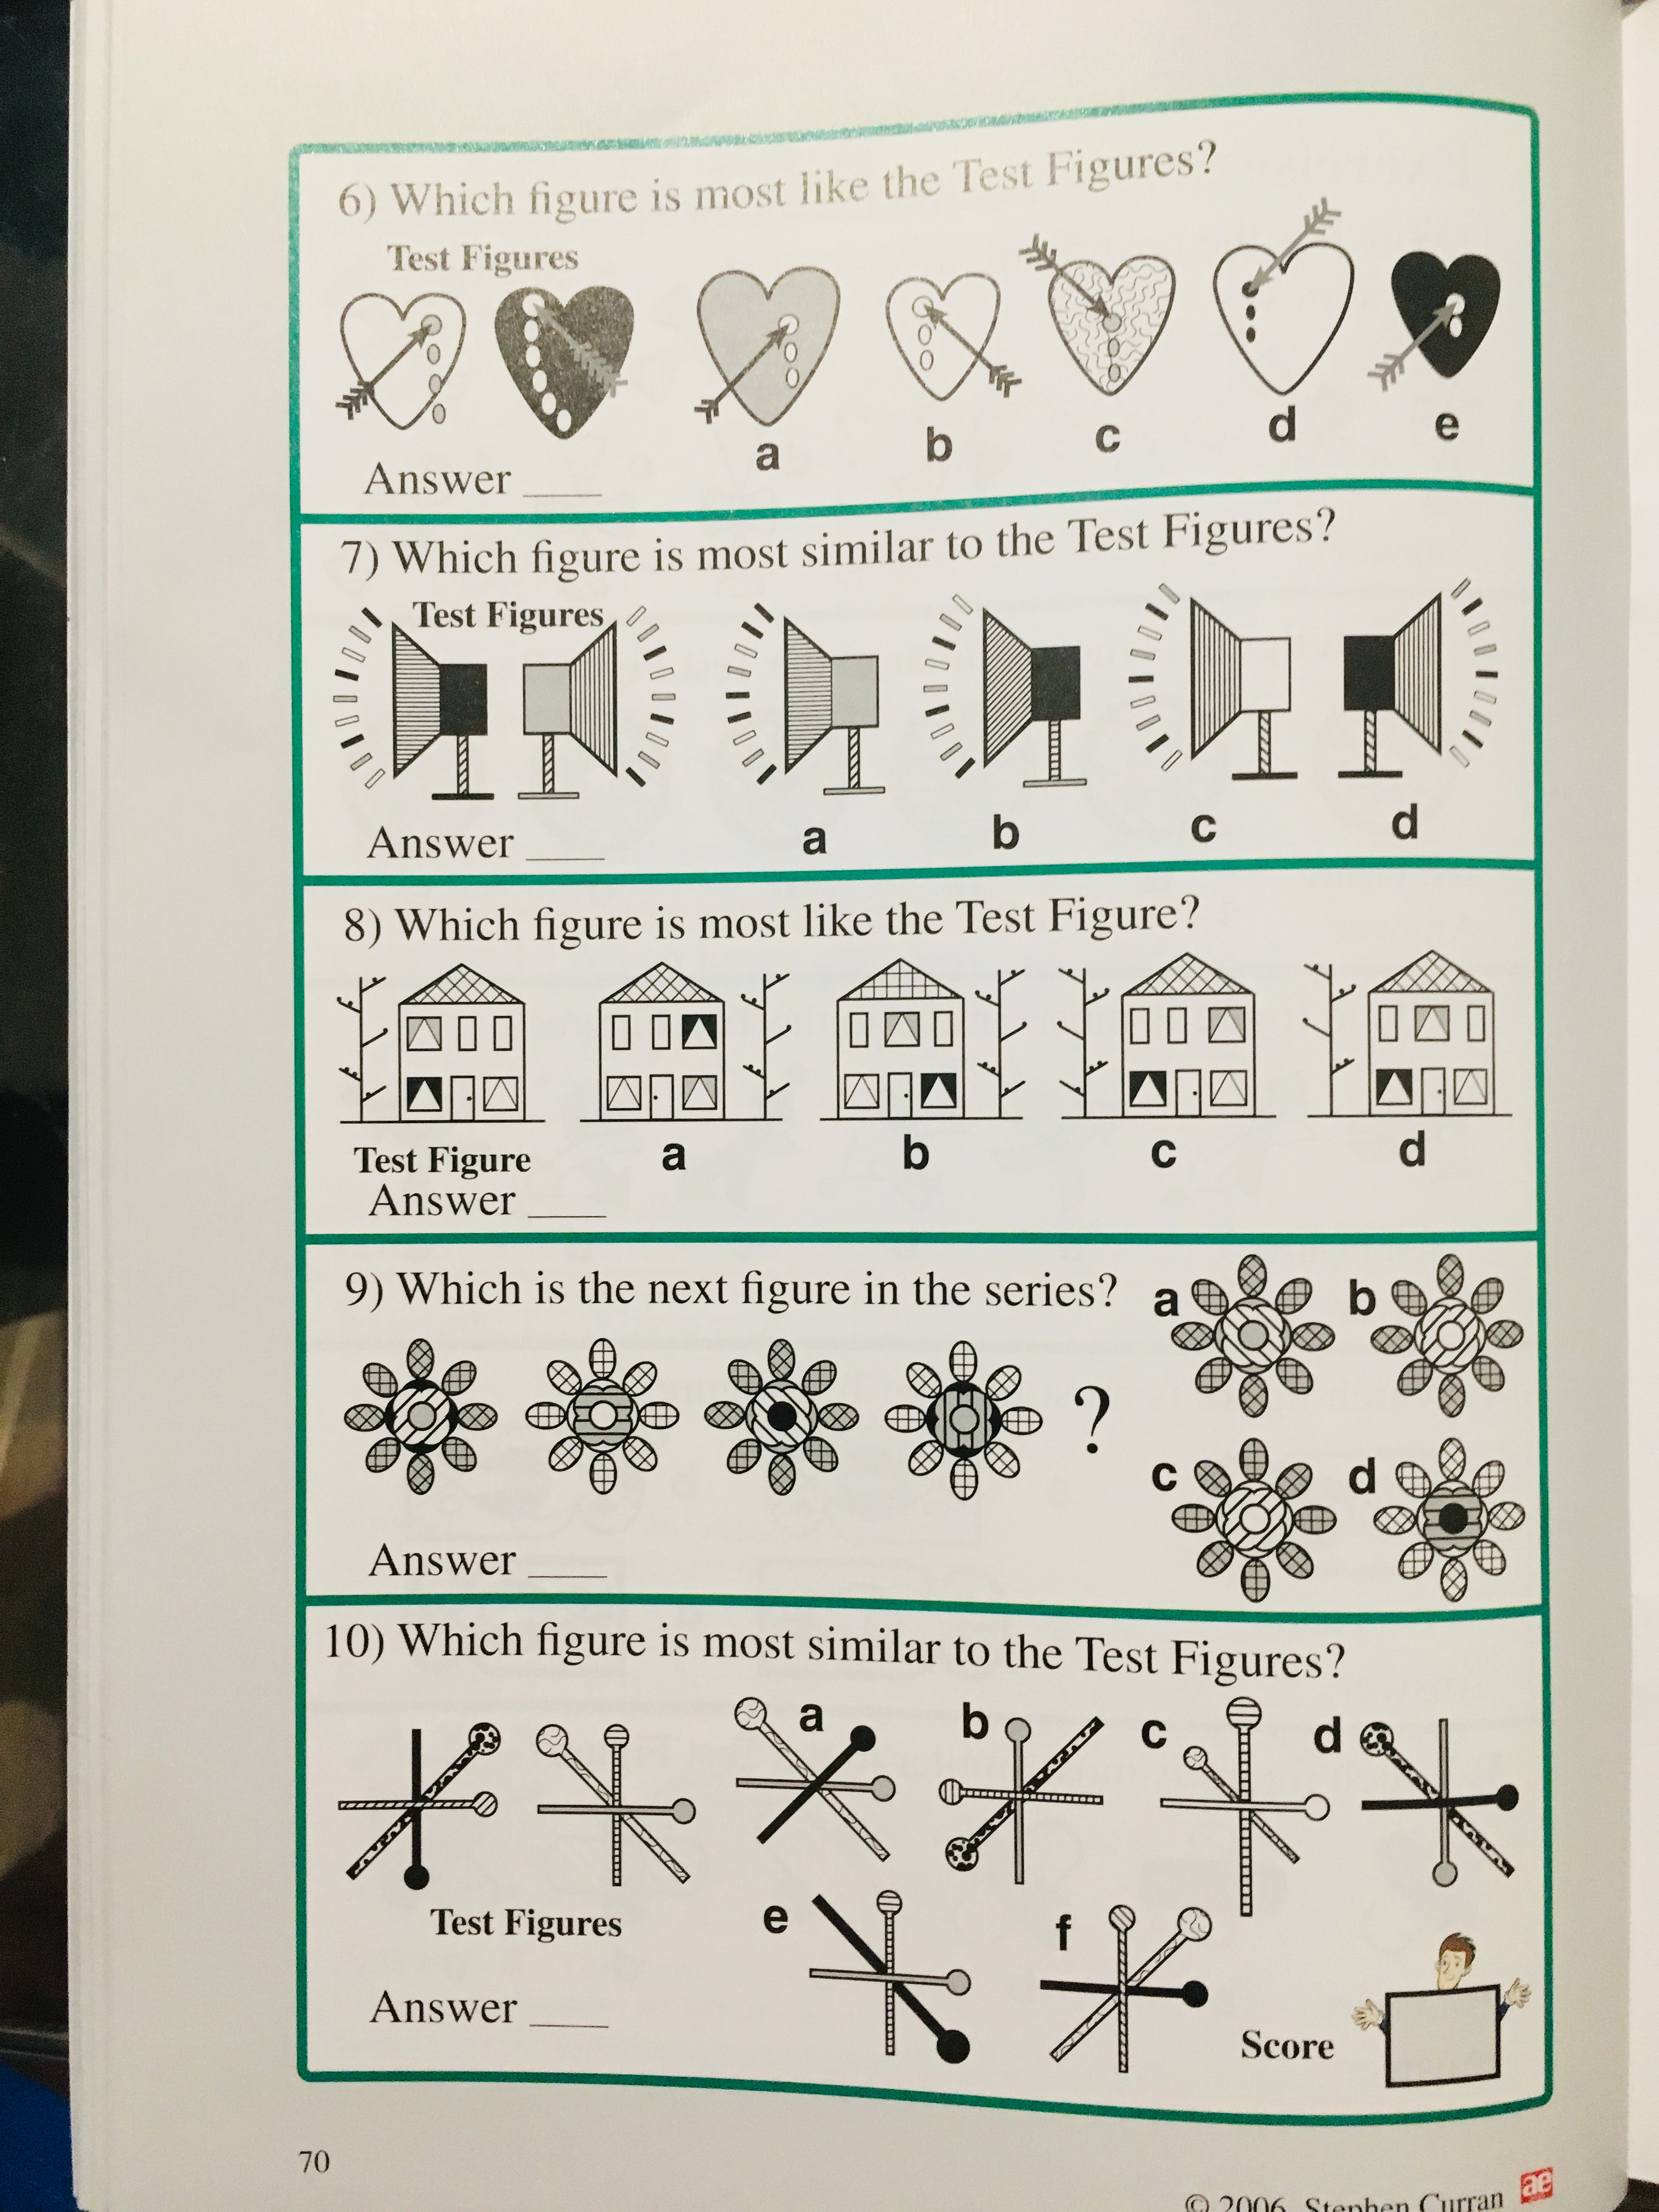 6) Which figure is most like the Test Figures?
Test Figures
a b c d e
Answer ____
7) Which figure is most similar to the Test Figures?
Test Figures
a b c d
Answer ____
8) Which figure is most like the Test Figure?
Test Figure a b c d
Answer ____
9) Which is the next figure in the series?
a b
?
c d
Answer ____
10) Which figure is most similar to the Test Figures?
a b c d
Test Figures
e f
Answer ____
Score
70
© 2006 Stephen Curran
ae